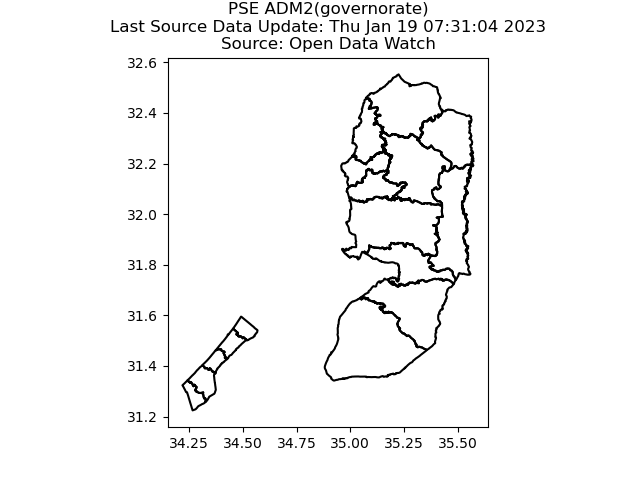 PSE ADM2(governorate)
Last Source Data Update: Thu Jan 19 07:31:04 2023
Source: Open Data Watch
32.6
32.4
32.2
32.0
31.8
31.6
31.4
31.2
34.25 34.50 34.75 35.00 35.25 35.50